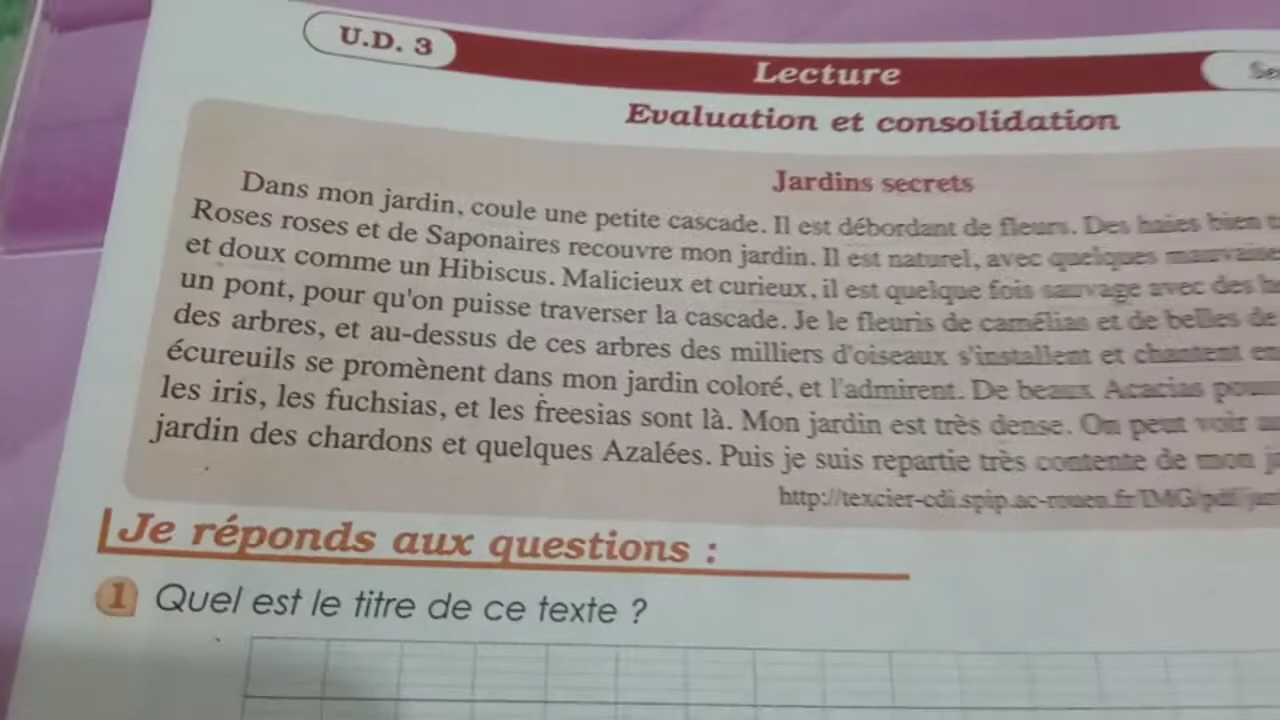 U.D. 3
Lecture
Se
Evaluation et consolidation
Jardins secrets
Dans mon jardin, coule une petite cascade. Il est débordant de fleurs. Des haies bien
Roses roses et de Saponaires recouvre mon jardin. Il est naturel, avec quelques
et doux comme un Hibiscus. Malicieux et curieux, il est quelque fois sauvage avec des
un pont, pour qu'on puisse traverser la cascade. Je le fleuris de camélias et de belles de
des arbres, et au-dessus de ces arbres des milliers d'oiseaux s'installent et chantent en
écureuils se promènent dans mon jardin coloré, et l'admirent. De beaux Acacias
les iris, les fuchsias, et les freesias sont là. Mon jardin est très dense. On peut voir
jardin des chardons et quelques Azalées. Puis je suis repartie très contente de mon
http://texcier-cdi.spip.ac-rouen.fr/IMG/pdf/
Je réponds aux questions :
1 Quel est le titre de ce texte ?